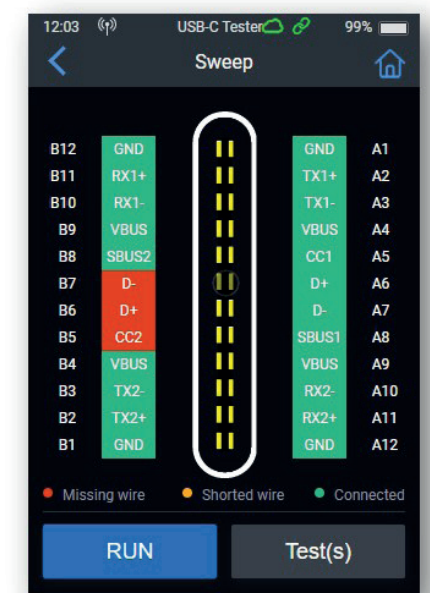 12:03 USB-C Tester 99%
Sweep
B12 GND GND A1
B11 RX1+ TX1+ A2
B10 RX1- TX1- A3
B9 VBUS VBUS A4
B8 SBUS2 CC1 A5
B7 D- D+ A6
B6 D+ D- A7
B5 CC2 SBUS1 A8
B4 VBUS VBUS A9
B3 TX2- RX2- A10
B2 TX2+ RX2+ A11
B1 GND GND A12
Missing wire Shorted wire Connected
RUN Test(s)